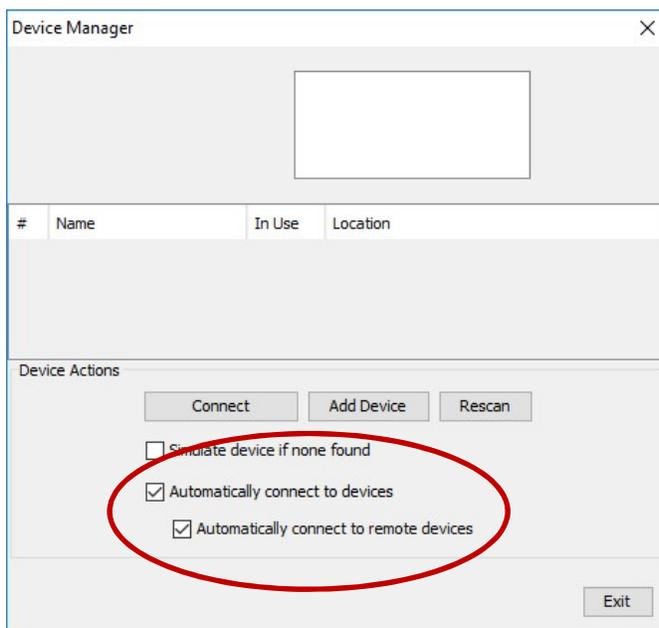 Device Manager
# Name In Use Location
Device Actions
Connect Add Device Rescan
Simulate device if none found
Automatically connect to devices
Automatically connect to remote devices
Exit